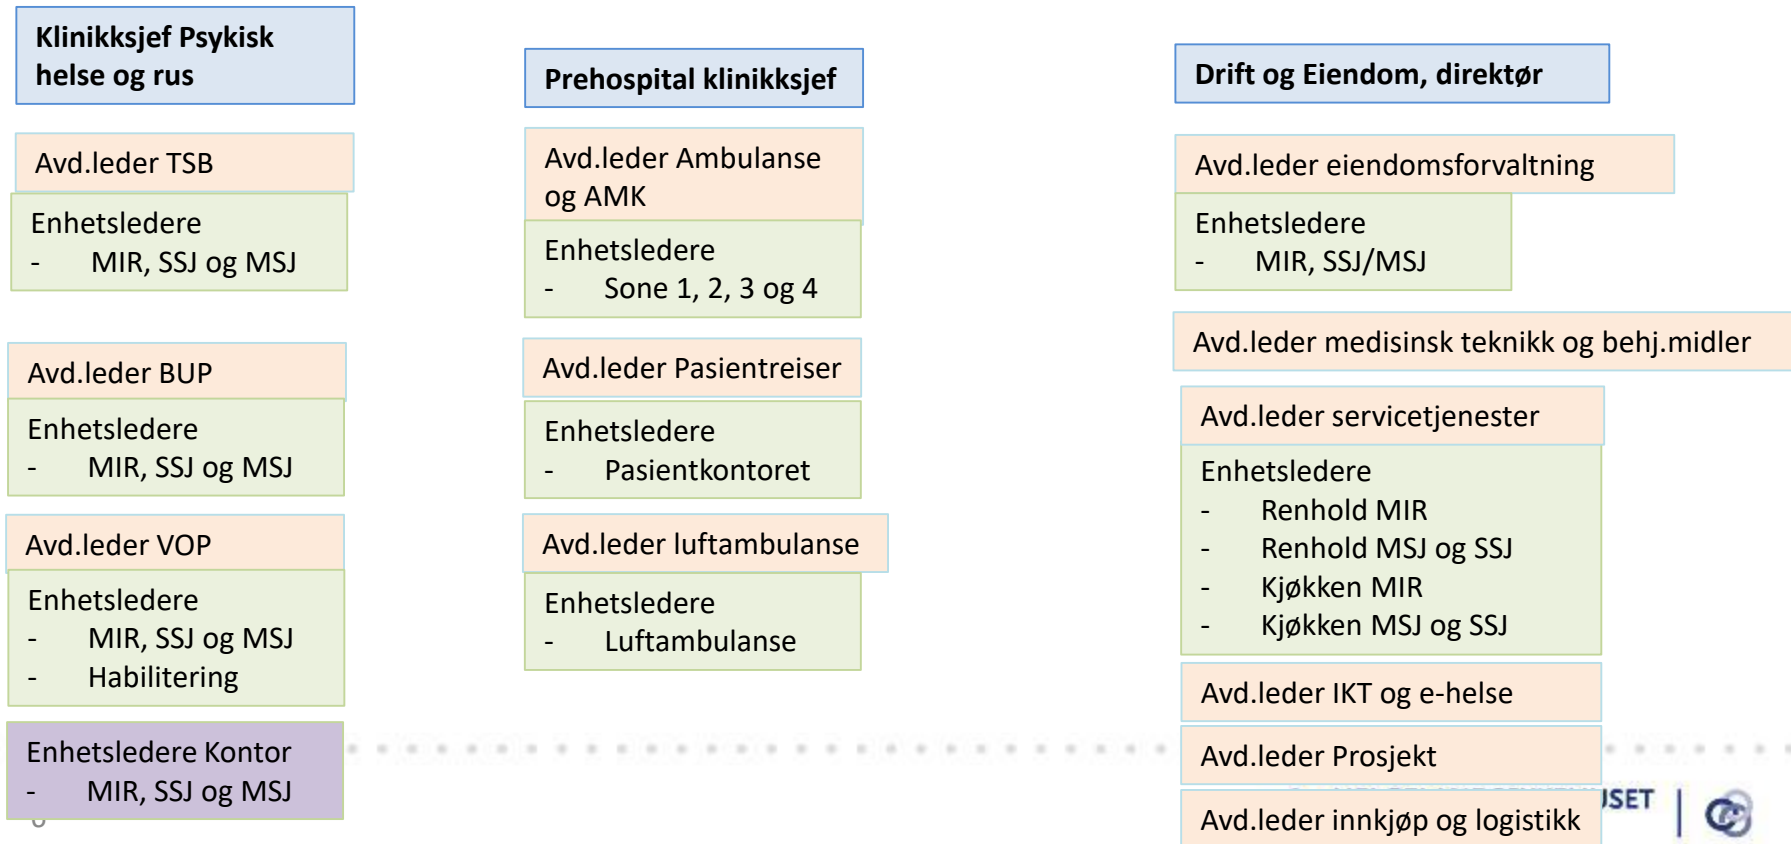 Klinikksjef Psykisk
helse og rus
Avd.leder TSB
Enhetsledere
- MIR, SSJ og MSJ
Avd.leder BUP
Enhetsledere
- MIR, SSJ og MSJ
Avd.leder VOP
Enhetsledere
- MIR, SSJ og MSJ
- Habilitering
Enhetsledere Kontor
- MIR, SSJ og MSJ
Prehospital klinikksjef
Avd.leder Ambulanse
og AMK
Enhetsledere
- Sone 1, 2, 3 og 4
Avd.leder Pasientreiser
Enhetsledere
- Pasientkontoret
Avd.leder luftambulanse
Enhetsledere
- Luftambulanse
Drift og Eiendom, direktør
Avd.leder eiendomsforvaltning
Enhetsledere
- MIR, SSJ/MSJ
Avd.leder medisinsk teknikk og behj.midler
Avd.leder servicetjenester
Enhetsledere
- Renhold MIR
- Renhold MSJ og SSJ
- Kjøkken MIR
- Kjøkken MSJ og SSJ
Avd.leder IKT og e-helse
Avd.leder Prosjekt
Avd.leder innkjøp og logistikk